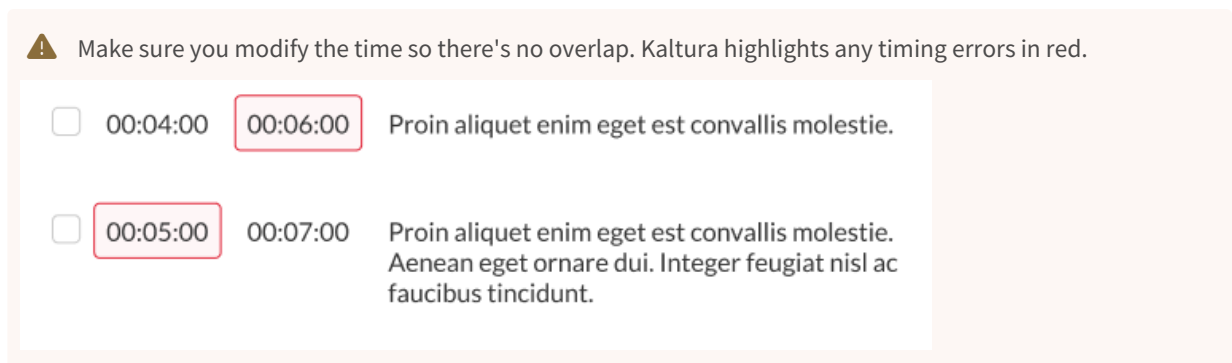 Make sure you modify the time so there's no overlap. Kaltura highlights any timing errors in red.
00:04:00 00:06:00 Proin aliquet enim eget est convallis molestie.
00:05:00 00:07:00 Proin aliquet enim eget est convallis molestie.
Aenean eget ornare dui. Integer feugiat nisl ac
faucibus tincidunt.